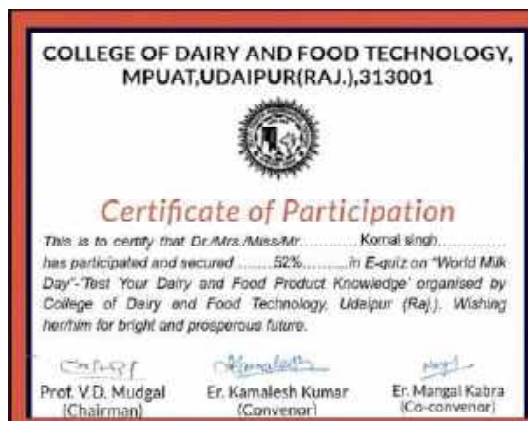 COLLEGE OF DAIRY AND FOOD TECHNOLOGY,
MPUAT,UDAIPUR(RAJ.),313001
Certificate of Participation
This is to certify that Dr./Mrs./Miss/Mr.......... Komal singh..........
has participated and secured ........52%..........in E-quiz on "World Milk
Day"-'Test Your Dairy and Food Product Knowledge' organised by
College of Dairy and Food Technology, Udaipur (Raj.). Wishing
her/him for bright and prosperous future.
Prof. V.D. Mudgal Er. Kamalesh Kumar Er. Mangal Kabra
(Chairman) (Convenor) (Co-convenor)